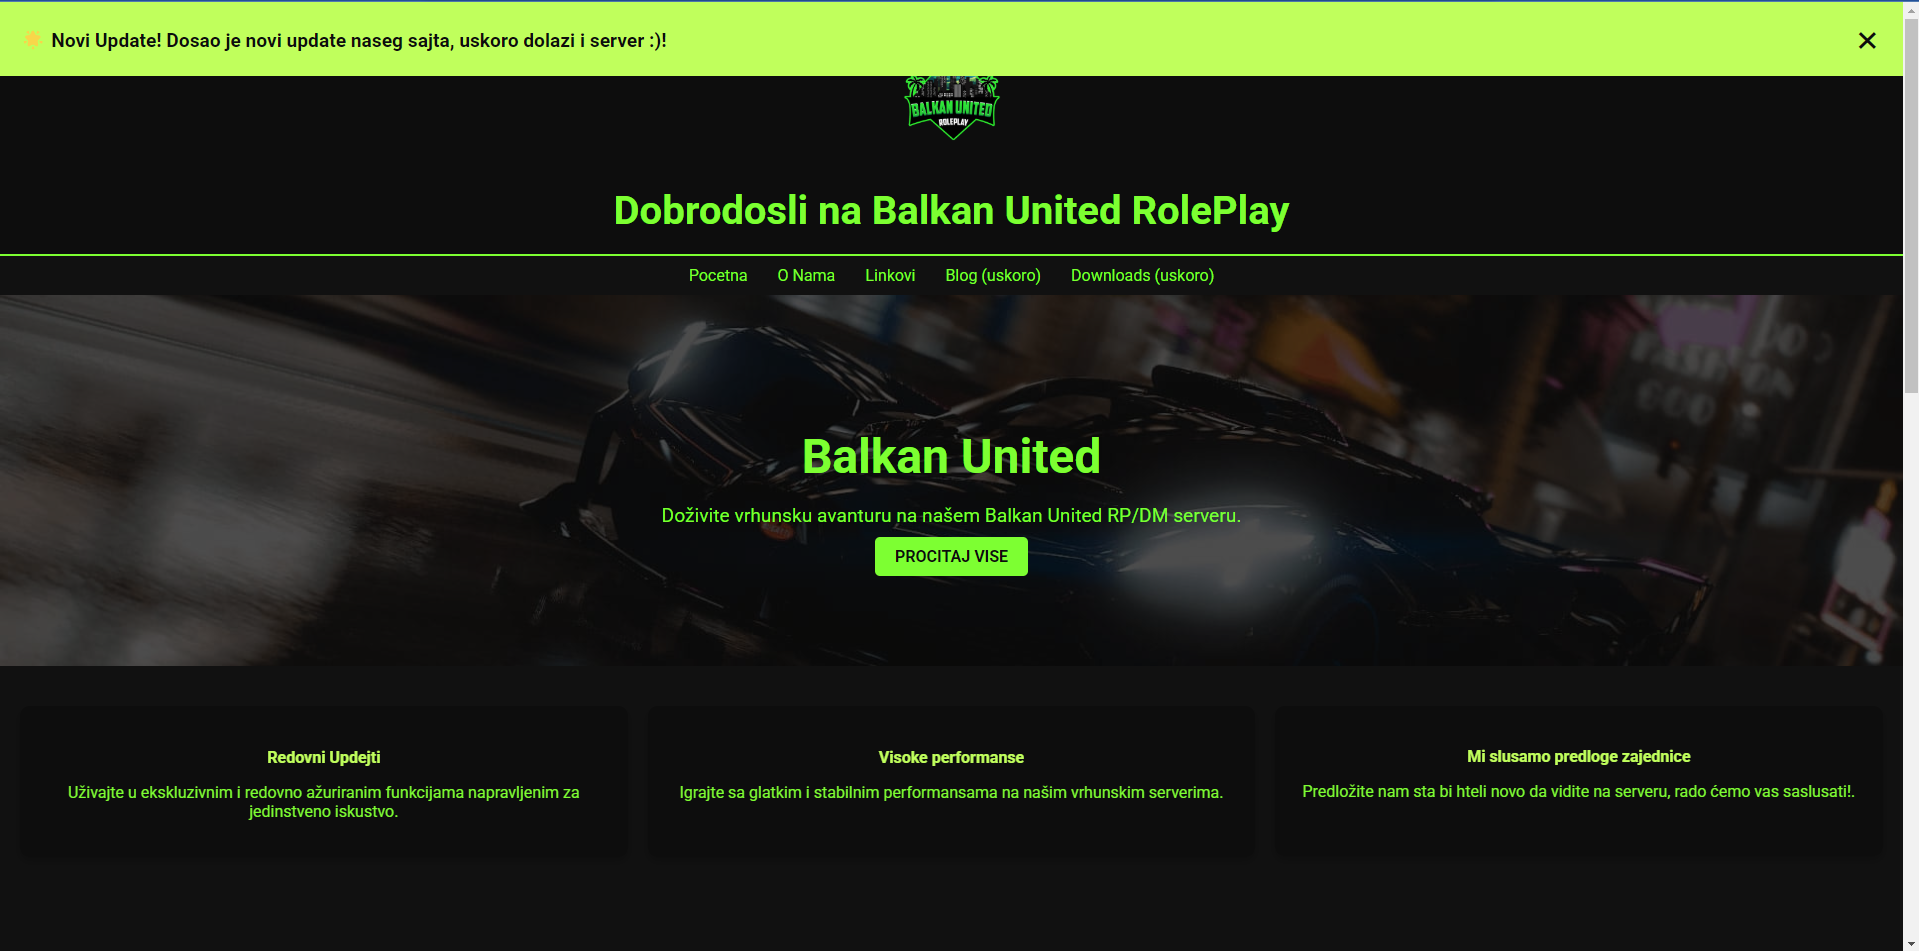 Novi Update! Dosao je novi update naseg sajta, uskoro dolazi i server :)!
BALKAN UNITED
ROLEPLAY
Dobrodosli na Balkan United RolePlay
Pocetna O Nama Linkovi Blog (uskoro) Downloads (uskoro)
Balkan United
Doživite vrhunsku avanturu na našem Balkan United RP/DM serveru.
PROCITAJ VISE
Redovni Updejti
Uživajte u ekskluzivnim i redovno ažuriranim funkcijama napravljenim za
jedinstveno iskustvo.
Visoke performanse
Igrajte sa glatkim i stabilnim performansama na našim vrhunskim serverima.
Mi slusamo predloge zajednice
Predložite nam sta bi hteli novo da vidite na serveru, rado ćemo vas saslusati!.